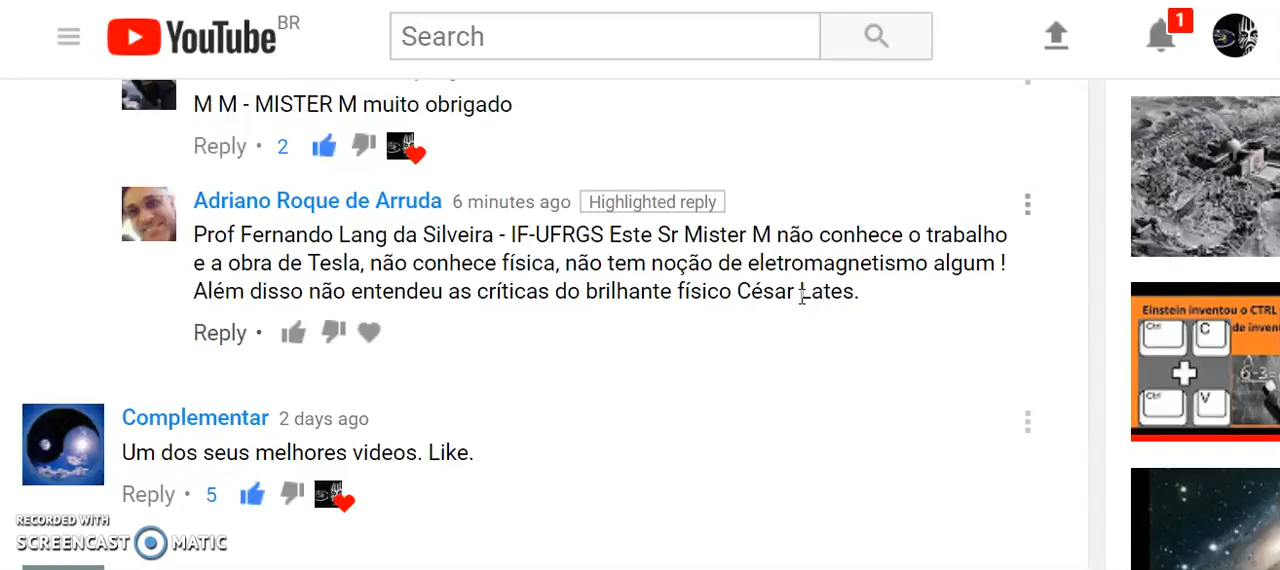 YouTube BR
Search
1
M M - MISTER M muito obrigado
Reply • 2
Adriano Roque de Arruda 6 minutes ago Highlighted reply
Prof Fernando Lang da Silveira - IF-UFRGS Este Sr Mister M não conhece o trabalho
e a obra de Tesla, não conhece física, não tem noção de eletromagnetismo algum !
Além disso não entendeu as críticas do brilhante físico César Lates.
Reply •
Einstein inventou o CTRL
de inven
Ctrl C
Ctrl V
Complementar 2 days ago
Um dos seus melhores videos. Like.
Reply • 5
RECORDED WITH
SCREENCAST MATIC